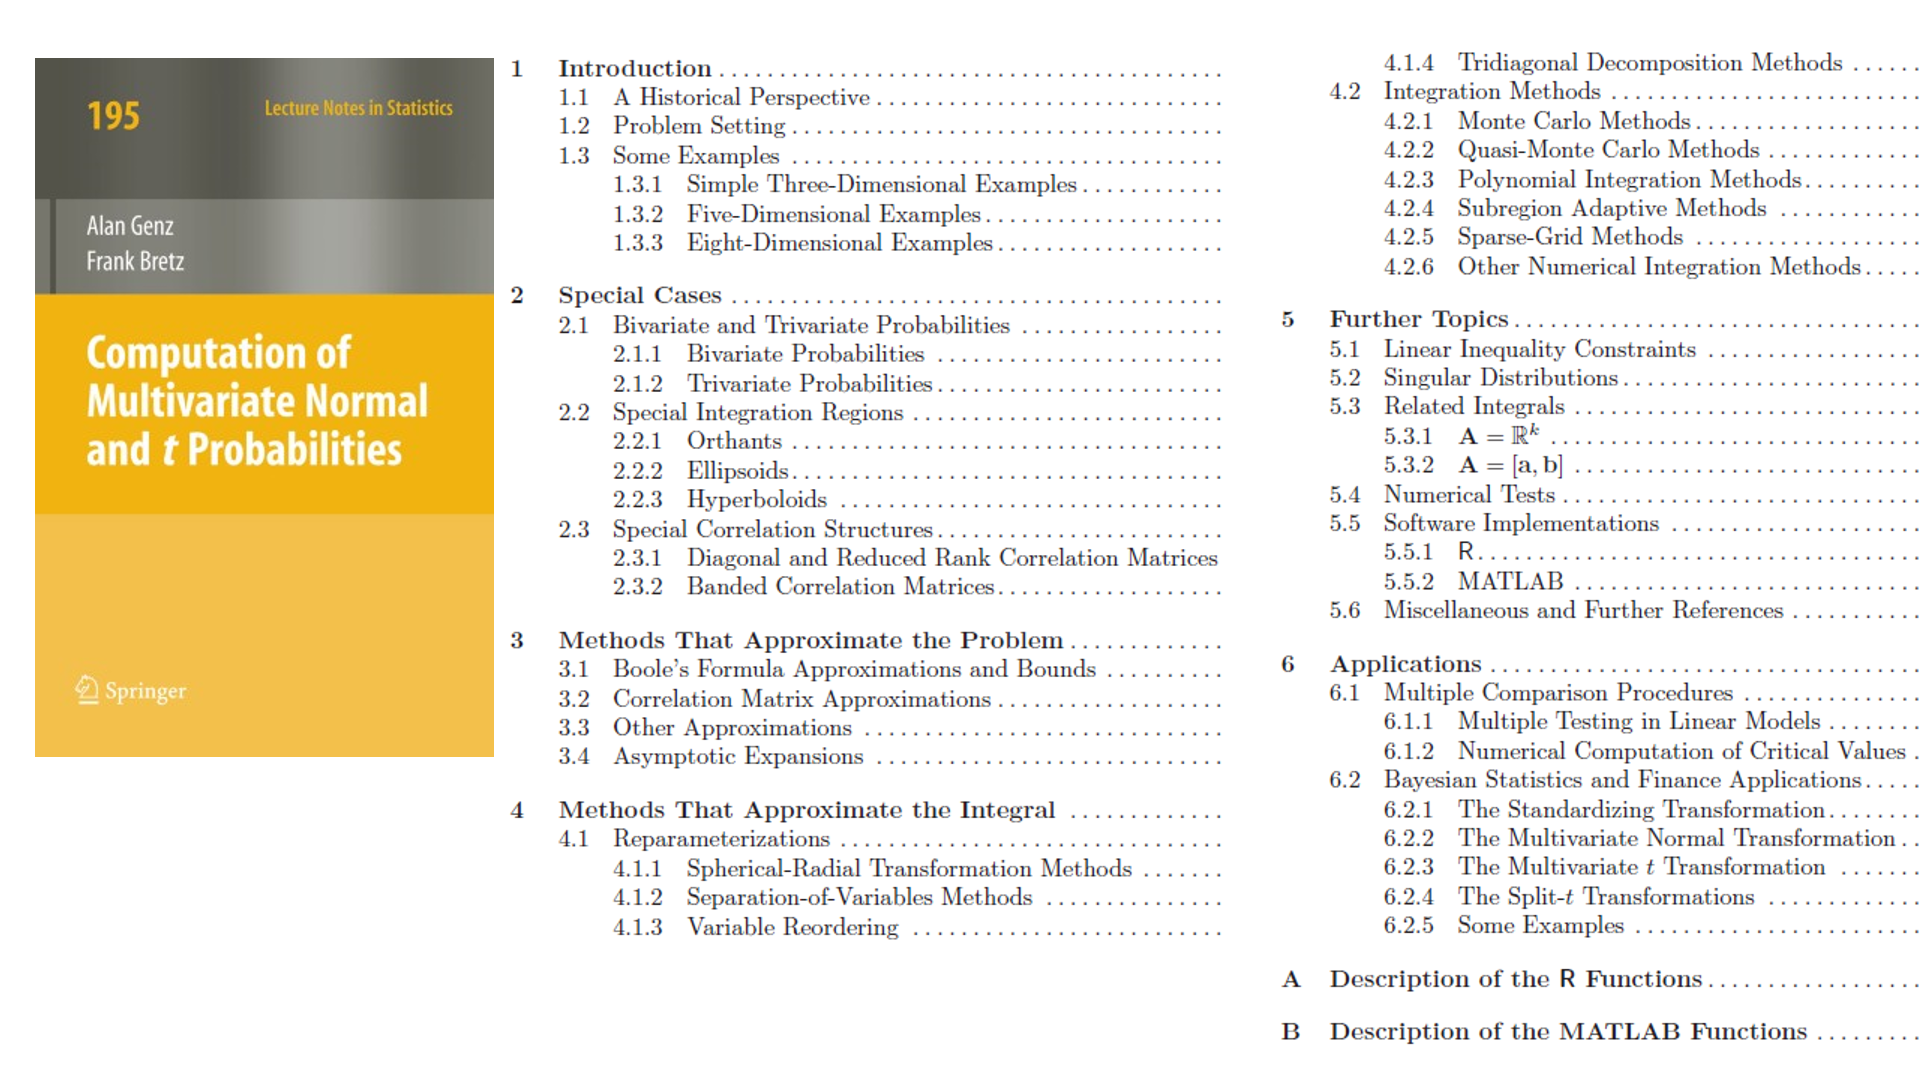 195
Lecture Notes in Statistics
Alan Genz
Frank Bretz
Computation of
Multivariate Normal
and t Probabilities
Springer
1 Introduction
1.1 A Historical Perspective
1.2 Problem Setting
1.3 Some Examples
1.3.1 Simple Three-Dimensional Examples
1.3.2 Five-Dimensional Examples
1.3.3 Eight-Dimensional Examples
2 Special Cases
2.1 Bivariate and Trivariate Probabilities
2.1.1 Bivariate Probabilities
2.1.2 Trivariate Probabilities
2.2 Special Integration Regions
2.2.1 Orthants
2.2.2 Ellipsoids
2.2.3 Hyperboloids
2.3 Special Correlation Structures
2.3.1 Diagonal and Reduced Rank Correlation Matrices
2.3.2 Banded Correlation Matrices
3 Methods That Approximate the Problem
3.1 Boole's Formula Approximations and Bounds
3.2 Correlation Matrix Approximations
3.3 Other Approximations
3.4 Asymptotic Expansions
4 Methods That Approximate the Integral
4.1 Reparameterizations
4.1.1 Spherical-Radial Transformation Methods
4.1.2 Separation-of-Variables Methods
4.1.3 Variable Reordering
4.1.4 Tridiagonal Decomposition Methods
4.2 Integration Methods
4.2.1 Monte Carlo Methods
4.2.2 Quasi-Monte Carlo Methods
4.2.3 Polynomial Integration Methods
4.2.4 Subregion Adaptive Methods
4.2.5 Sparse-Grid Methods
4.2.6 Other Numerical Integration Methods
5 Further Topics
5.1 Linear Inequality Constraints
5.2 Singular Distributions
5.3 Related Integrals
5.3.1 A = ℝᵏ
5.3.2 A = [a, b]
5.4 Numerical Tests
5.5 Software Implementations
5.5.1 R
5.5.2 MATLAB
5.6 Miscellaneous and Further References
6 Applications
6.1 Multiple Comparison Procedures
6.1.1 Multiple Testing in Linear Models
6.1.2 Numerical Computation of Critical Values
6.2 Bayesian Statistics and Finance Applications
6.2.1 The Standardizing Transformation
6.2.2 The Multivariate Normal Transformation
6.2.3 The Multivariate t Transformation
6.2.4 The Split-t Transformations
6.2.5 Some Examples
A Description of the R Functions
B Description of the MATLAB Functions